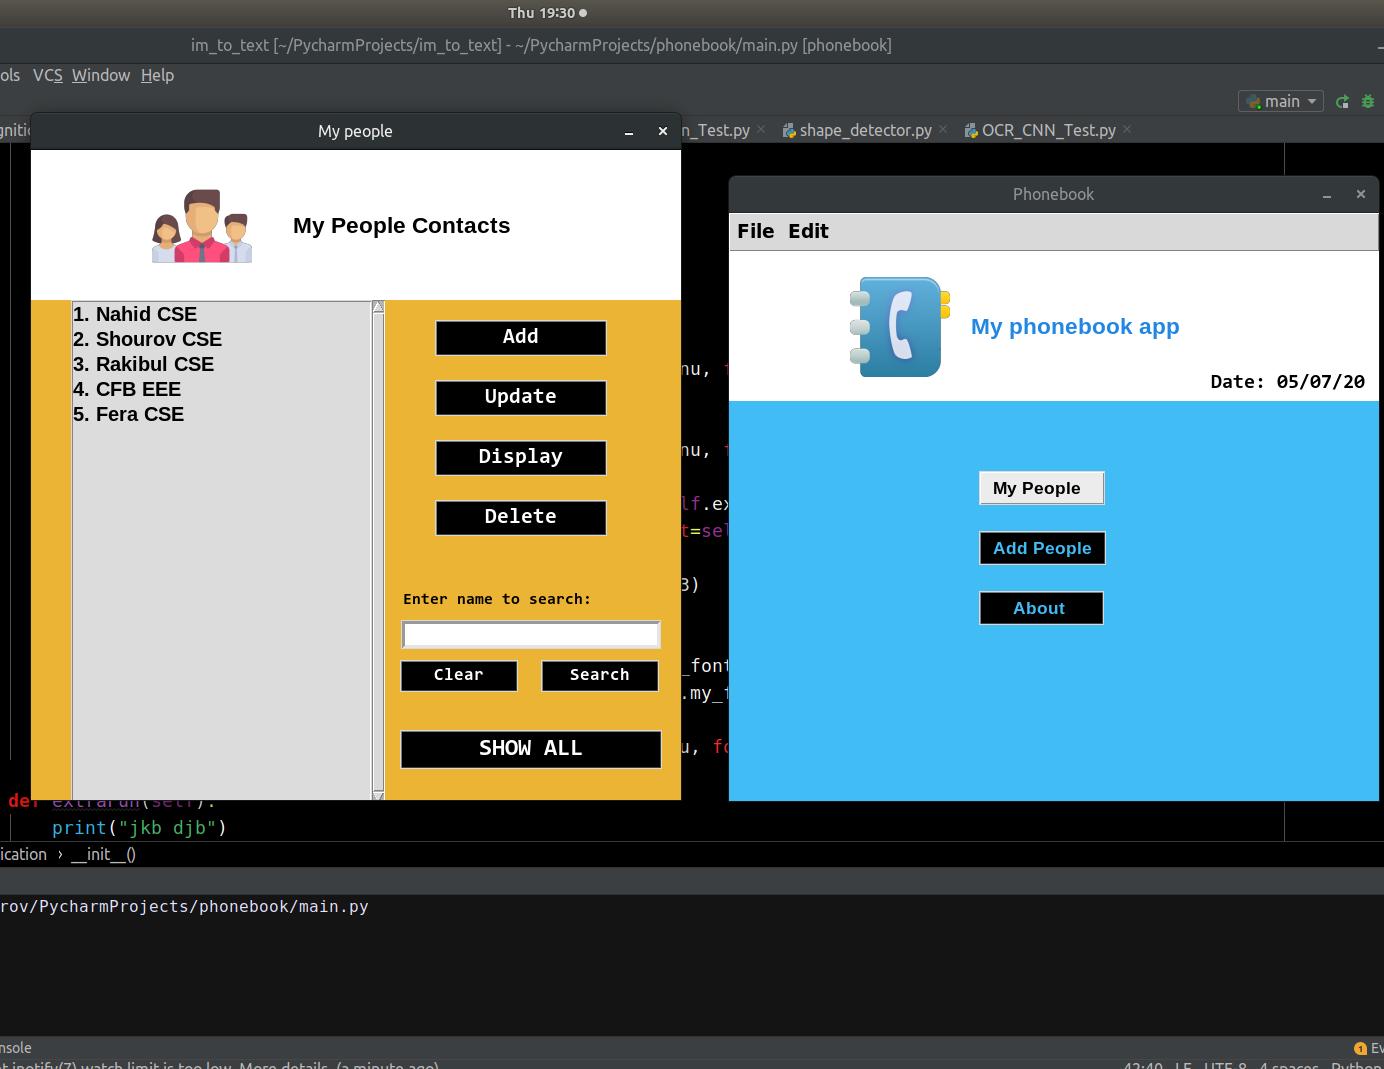 Thu 19:30
im_to_text [~/PycharmProjects/im_to_text] - ~/PycharmProjects/phonebook/main.py [phonebook]
ols VCS Window Help
main
gnitic
n_Test.py
shape_detector.py
OCR_CNN_Test.py
My people
My People Contacts
1. Nahid CSE
2. Shourov CSE
3. Rakibul CSE
4. CFB EEE
5. Fera CSE
Add
Update
Display
Delete
Enter name to search:
Clear Search
SHOW ALL
nu, f
nu, f
lf.ex
t=sel
3)
_font
.my_f
u, fo
Phonebook
File Edit
My phonebook app
Date: 05/07/20
My People
Add People
About
def extrarun(self):
print("jkb djb")
ication › __init__()
rov/PycharmProjects/phonebook/main.py
nsole
1 Ev
t inotify(7) watch limit is too low. More details. (a minute ago)
42:40 LF UTF-8 4 spaces Python